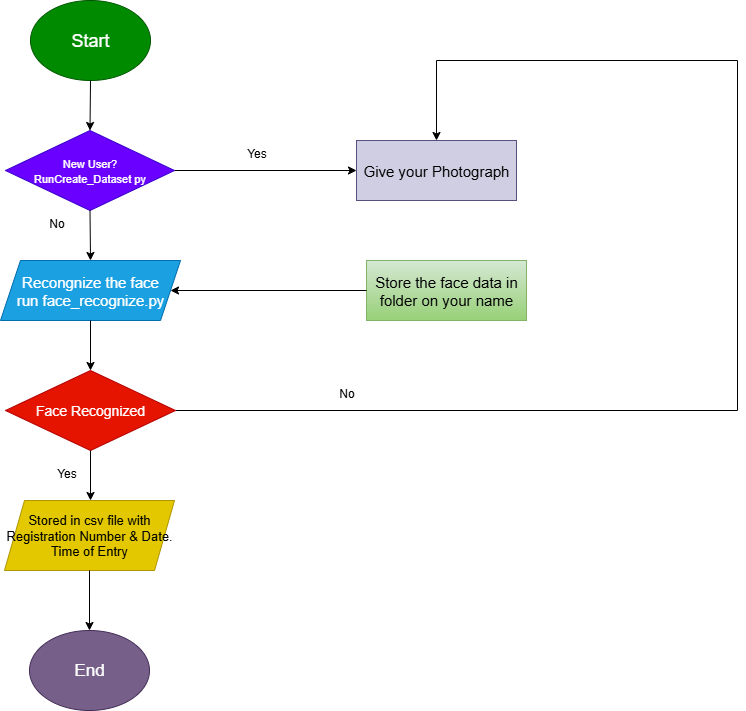 Start
New User?
RunCreate_Dataset py
Yes
Give your Photograph
No
Recongnize the face
run face_recognize.py
Store the face data in
folder on your name
Face Recognized
No
Yes
Stored in csv file with
Registration Number & Date.
Time of Entry
End